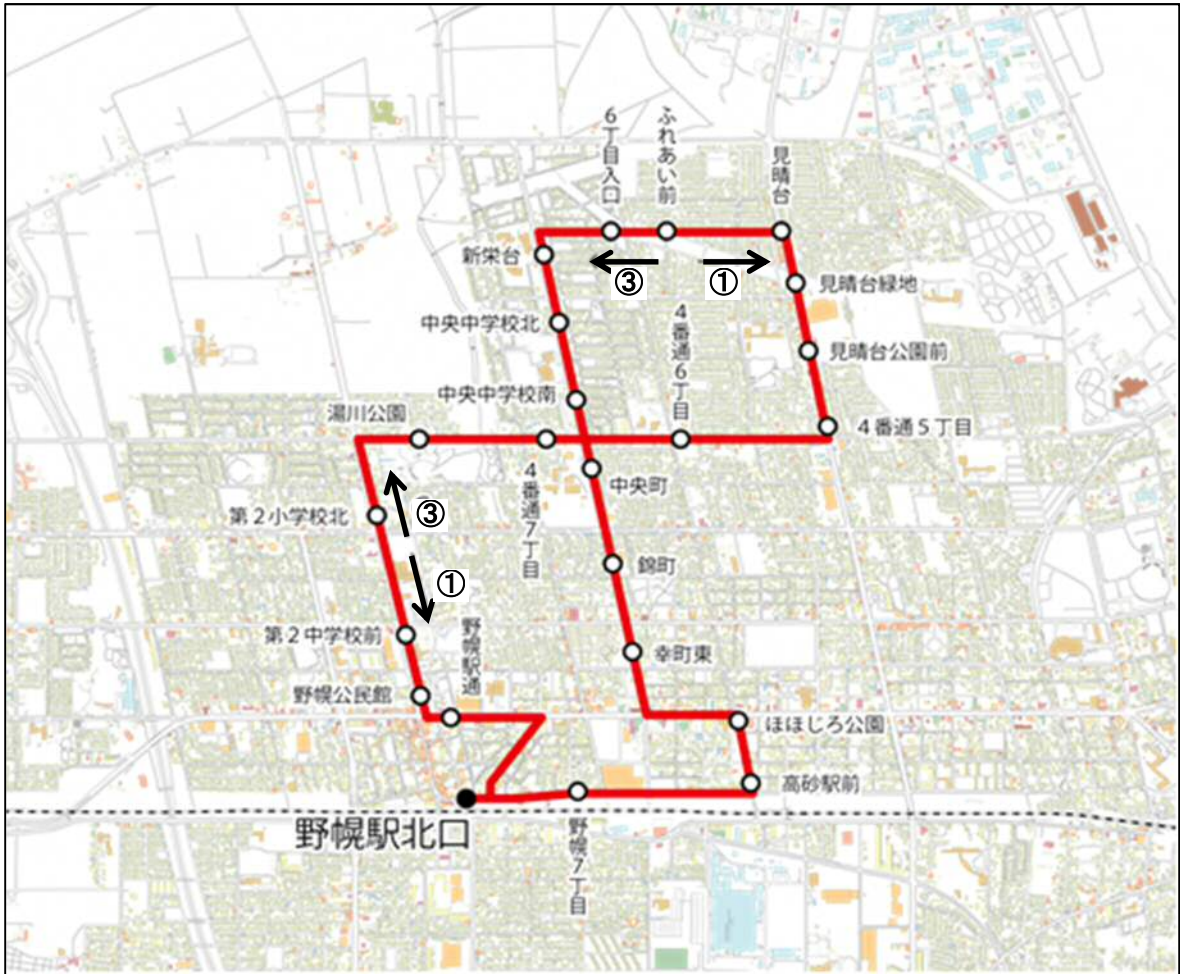 6丁目入口
ふれあい前
見晴台
新栄台
③
①
見晴台緑地
中央中学校北
4番通6丁目
見晴台公園前
中央中学校南
湯川公園
4番通5丁目
4番通7丁目
中央町
第2小学校北
③
錦町
①
第2中学校前
野幌駅通
幸町東
野幌公民館
ほほじろ公園
高砂駅前
野幌駅北口
野幌7丁目